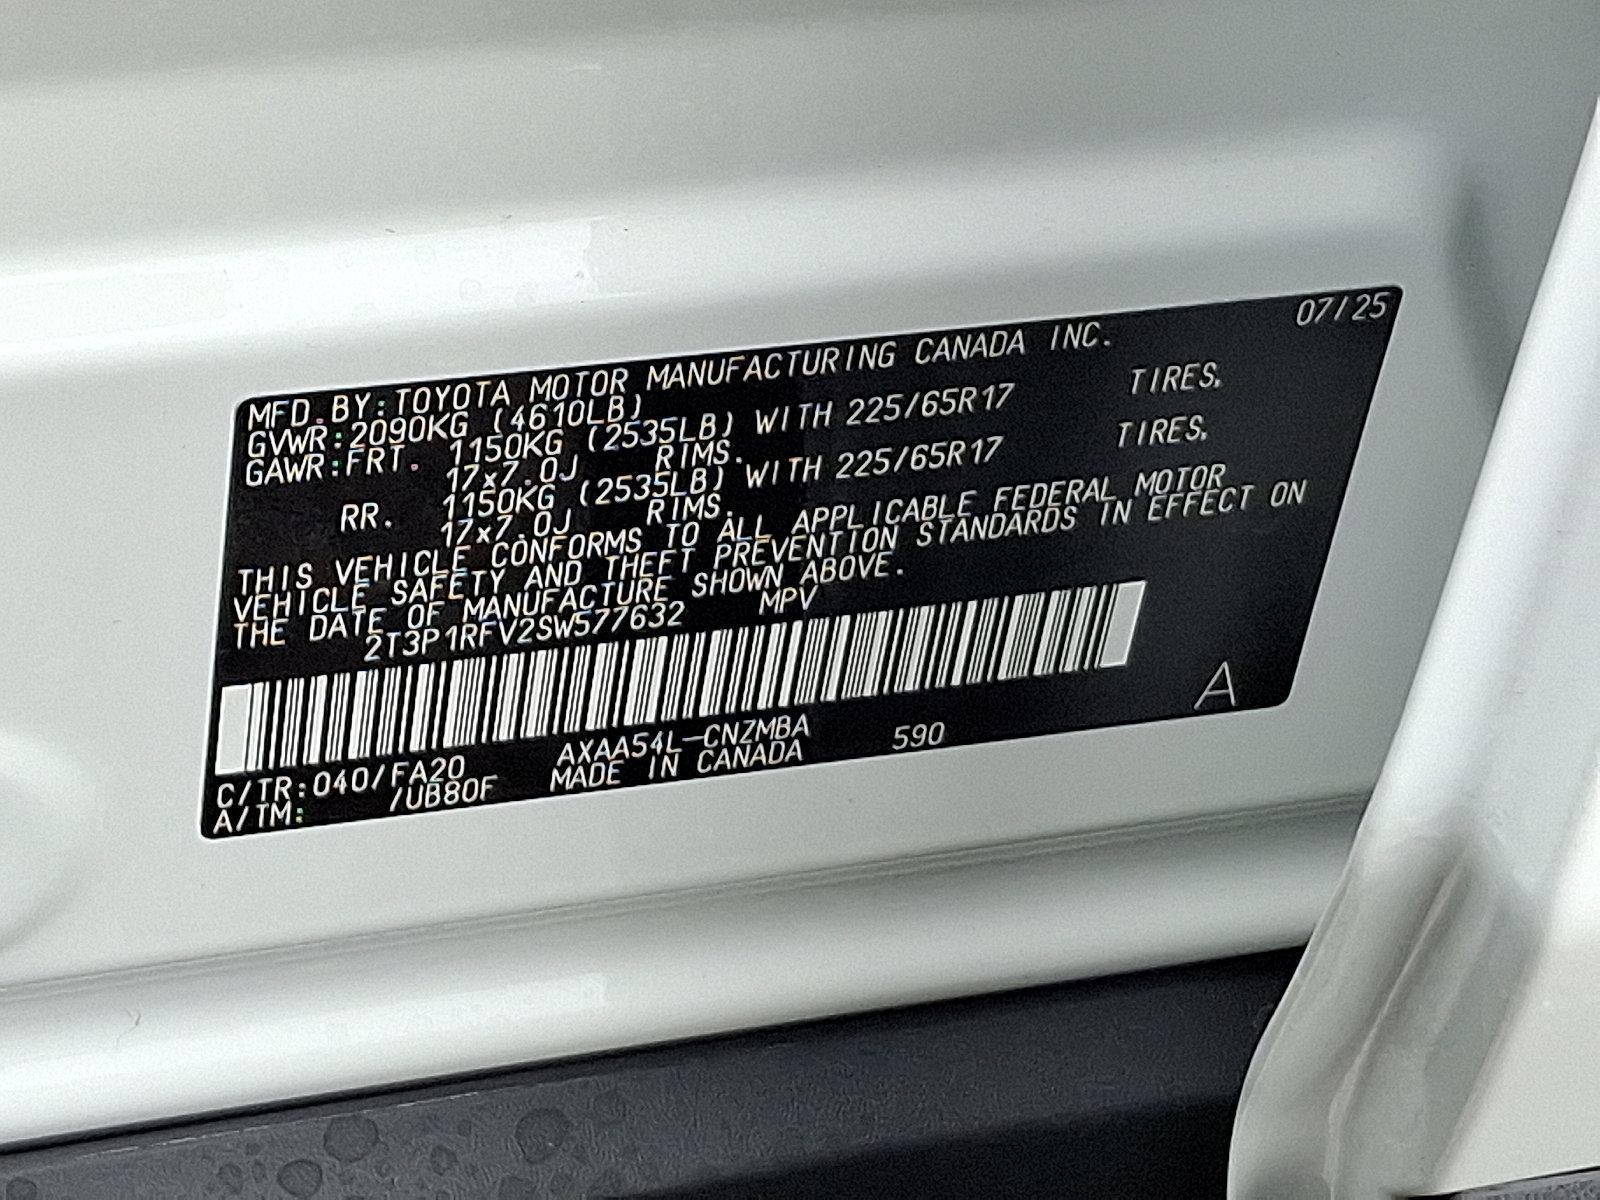 07/25
MFD.BY:TOYOTA MOTOR MANUFACTURING CANADA INC.
GVWR:2090KG (4610LB)
GAWR:FRT. 1150KG (2535LB) WITH 225/65R17 TIRES.
17x7.0J RIMS.
RR. 1150KG (2535LB) WITH 225/65R17 TIRES.
17x7.0J RIMS.
THIS VEHICLE CONFORMS TO ALL APPLICABLE FEDERAL MOTOR
VEHICLE SAFETY AND THEFT PREVENTION STANDARDS IN EFFECT ON
THE DATE OF MANUFACTURE SHOWN ABOVE.
2T3P1RFV2SW577632 MPV
A
C/TR:040/FA20 AXAA54L-CNZMBA 590
A/TM: /UB80F MADE IN CANADA